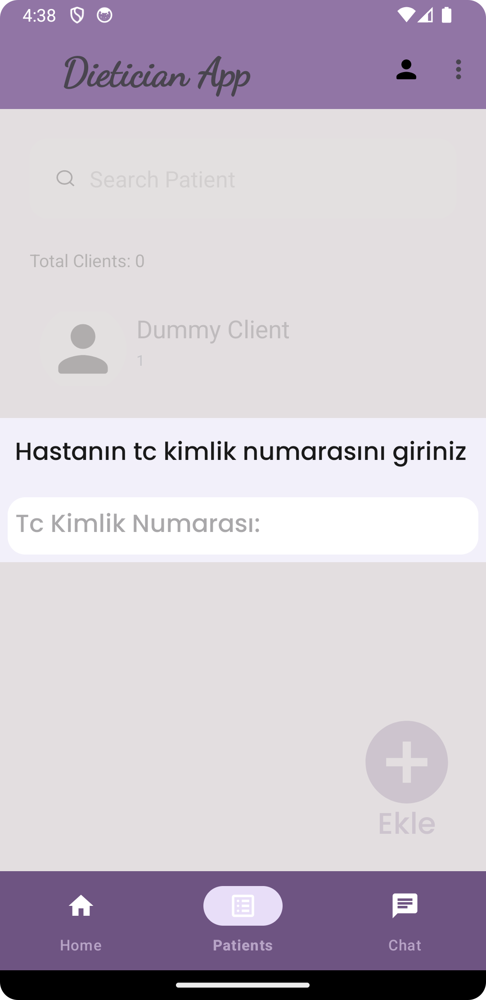 4:38
Dietician App
Search Patient
Total Clients: 0
Dummy Client
1
Hastanın tc kimlik numarasını giriniz
Tc Kimlik Numarası:
Ekle
Home
Patients
Chat